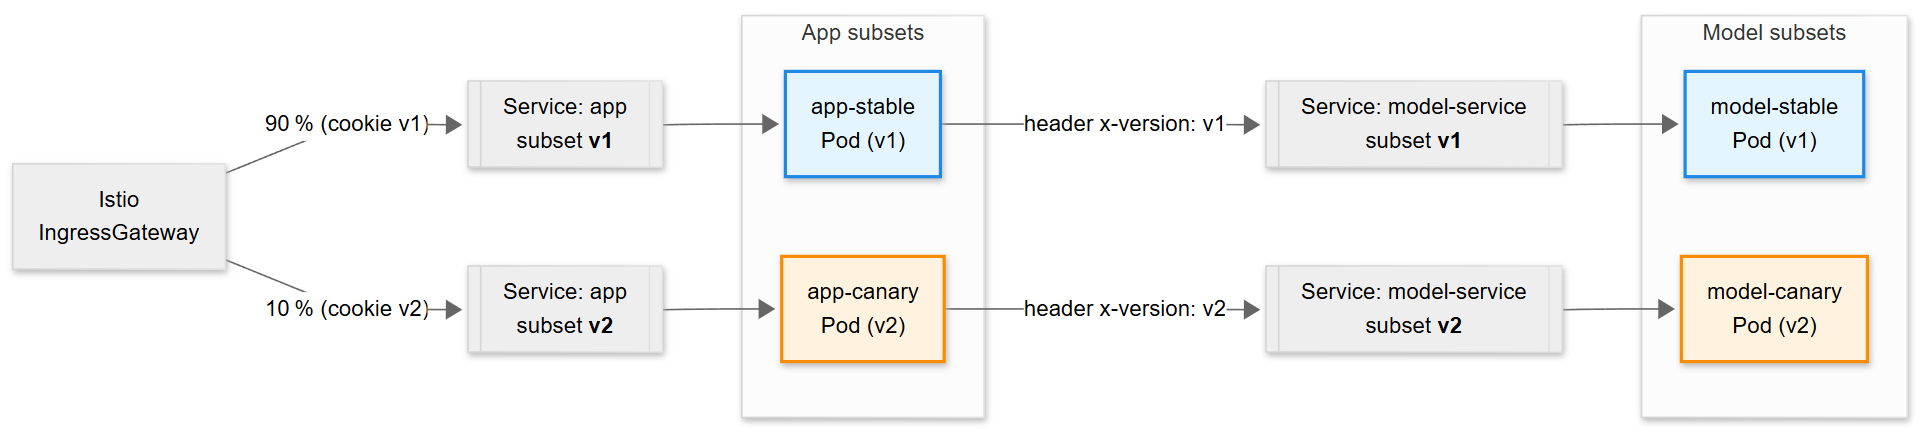 App subsets
Model subsets
Istio
IngressGateway
90 % (cookie v1)
Service: app
subset v1
app-stable
Pod (v1)
header x-version: v1
Service: model-service
subset v1
model-stable
Pod (v1)
10 % (cookie v2)
Service: app
subset v2
app-canary
Pod (v2)
header x-version: v2
Service: model-service
subset v2
model-canary
Pod (v2)